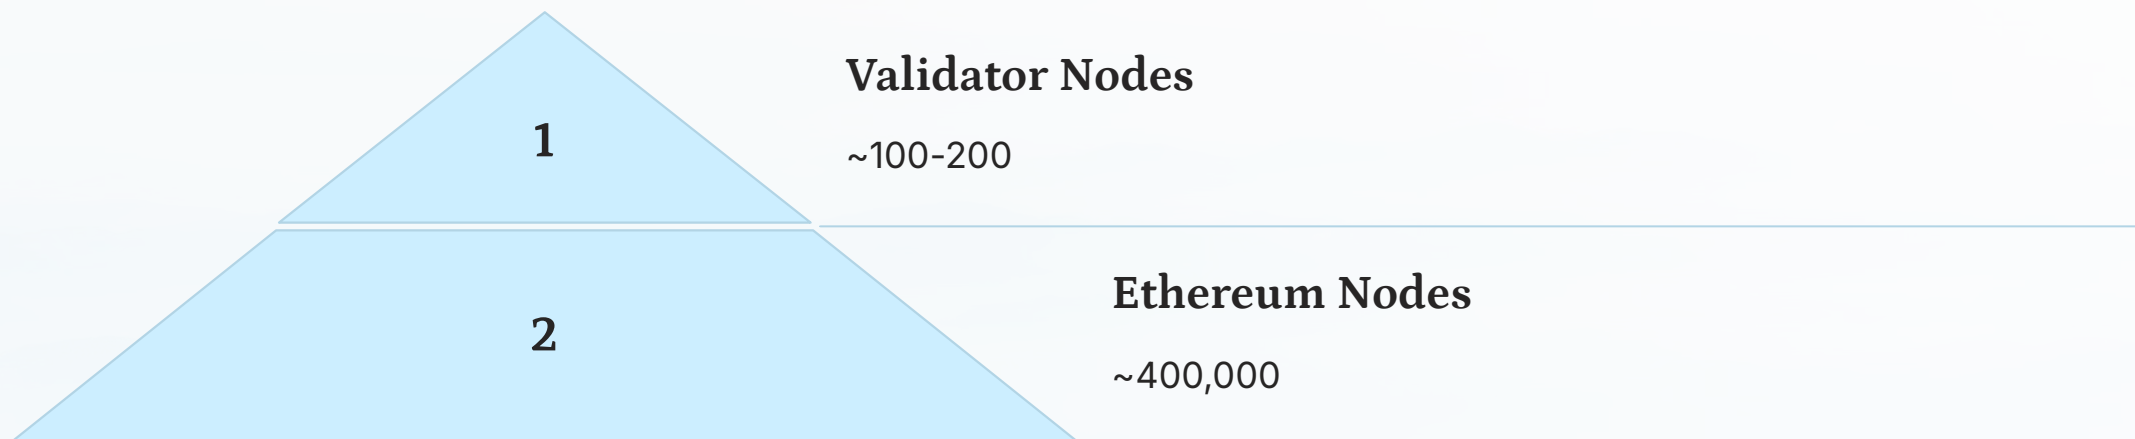 1
Validator Nodes
~100-200
2
Ethereum Nodes
~400,000